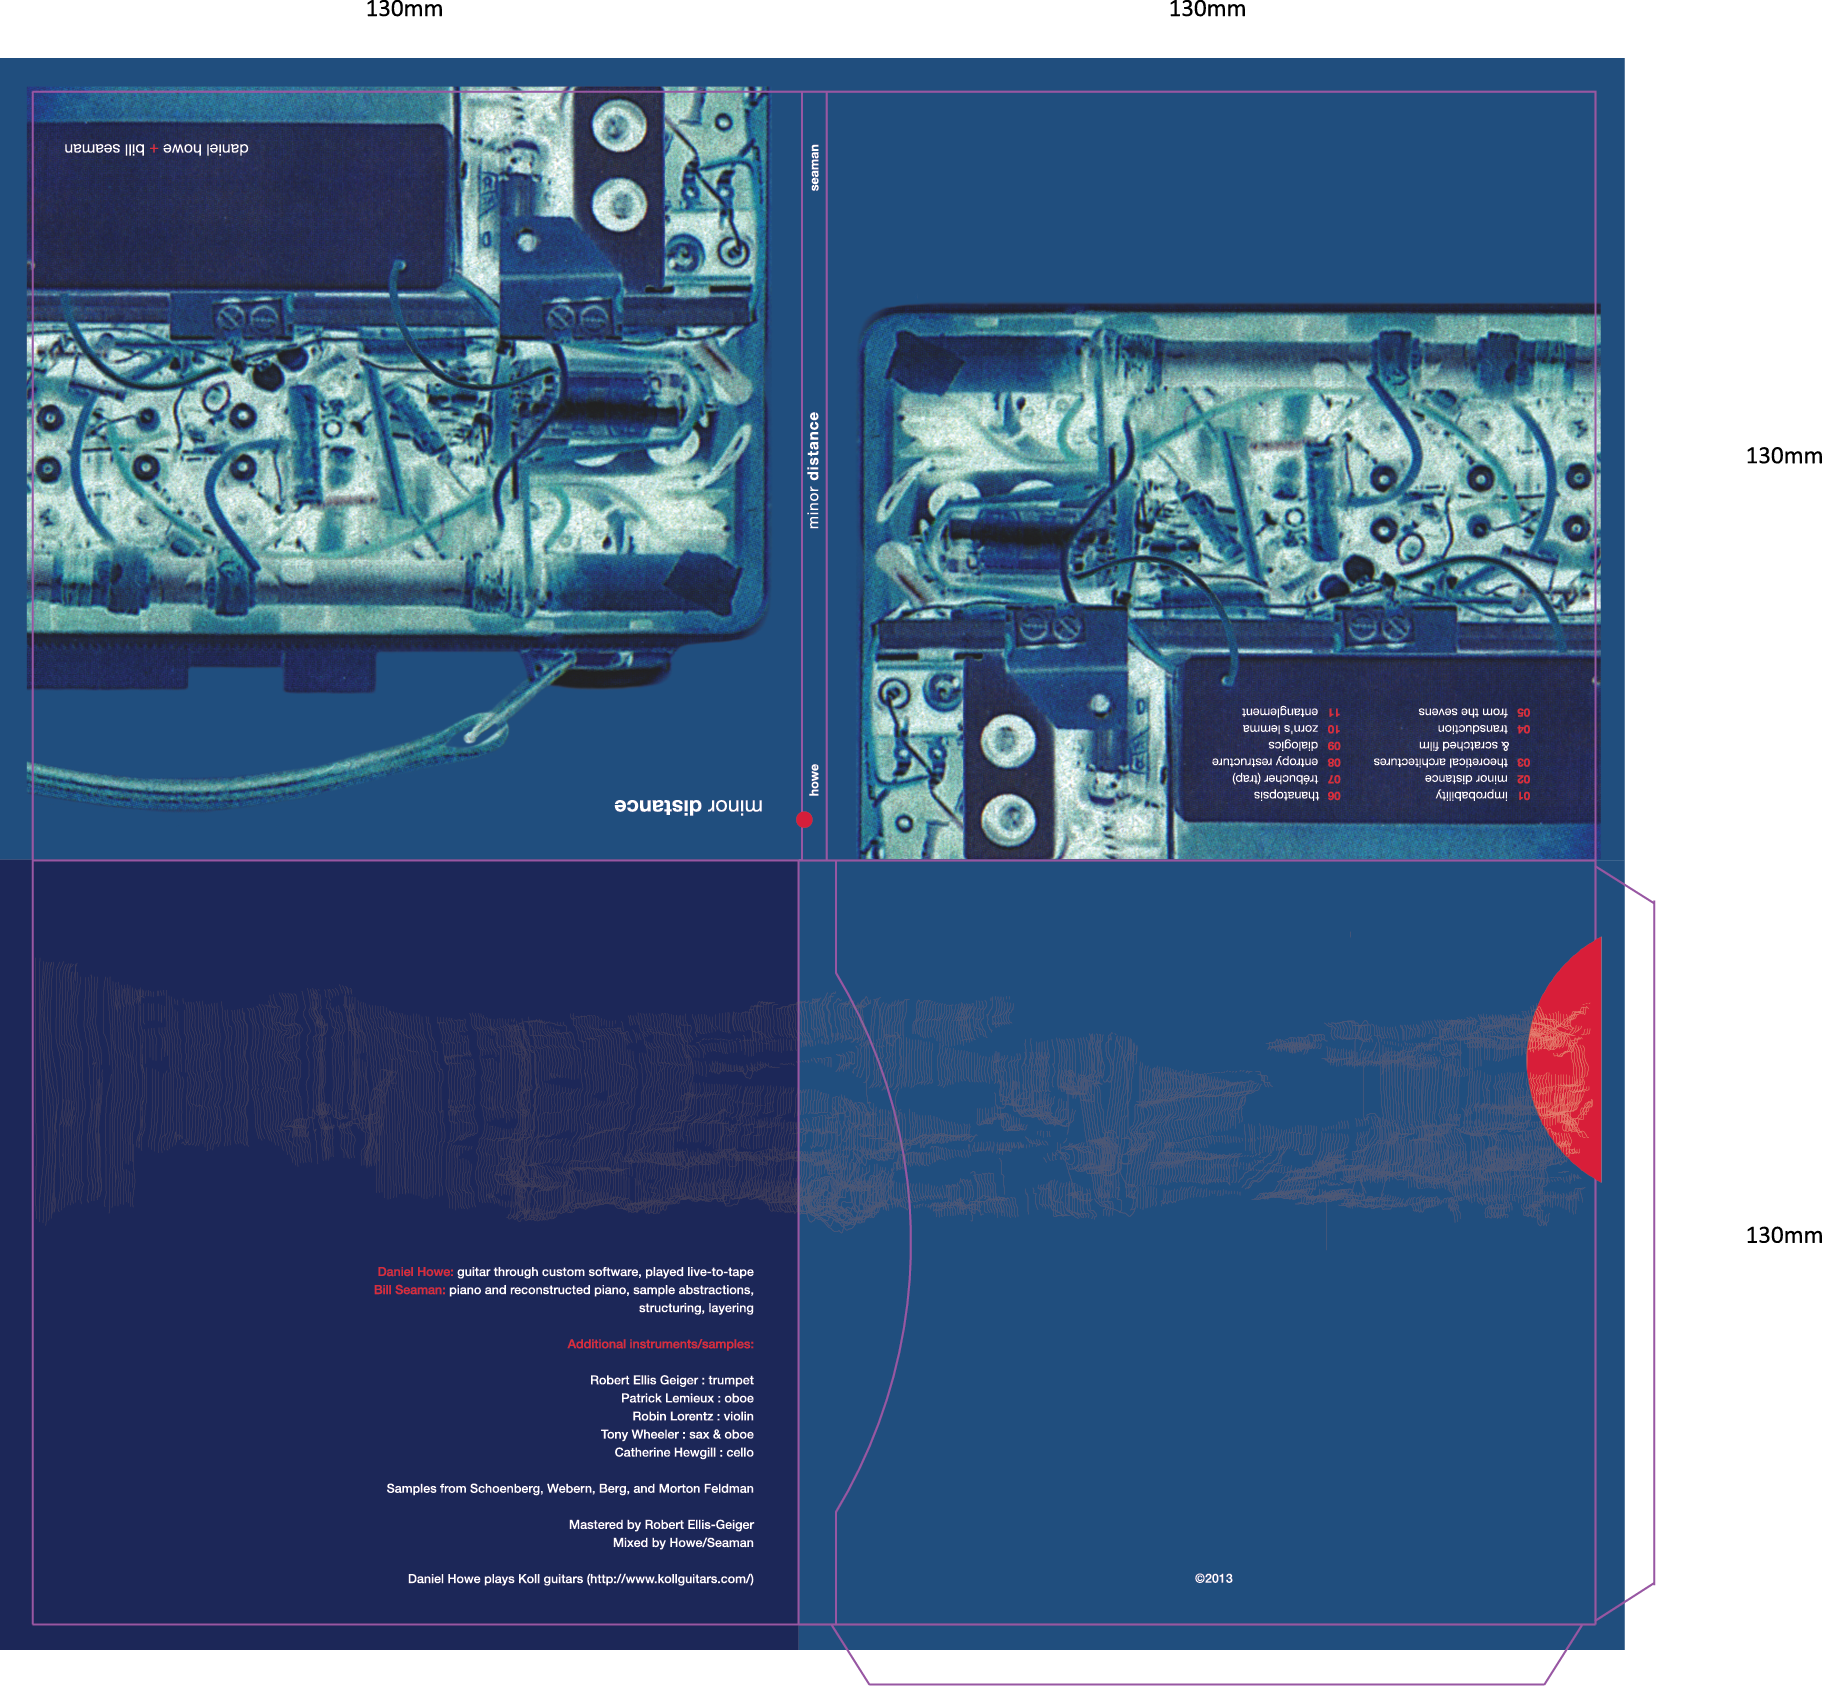 130mm
130mm
daniel howe + bill seaman
seaman
minor distance
howe
minor distance
01 improbability
02 minor distance
03 theoretical architectures
& scratched film
04 transduction
05 from the sevens
06 thanatopsis
07 trébucher (trap)
08 entropy restructure
09 dialogics
10 zorn's lemma
11 entanglement
130mm
Daniel Howe: guitar through custom software, played live-to-tape
Bill Seaman: piano and reconstructed piano, sample abstractions,
structuring, layering
Additional instruments/samples:
Robert Ellis Geiger : trumpet
Patrick Lemieux : oboe
Robin Lorentz : violin
Tony Wheeler : sax & oboe
Catherine Hewgill : cello
Samples from Schoenberg, Webern, Berg, and Morton Feldman
Mastered by Robert Ellis-Geiger
Mixed by Howe/Seaman
Daniel Howe plays Koll guitars (http://www.kollguitars.com/)
©2013
130mm